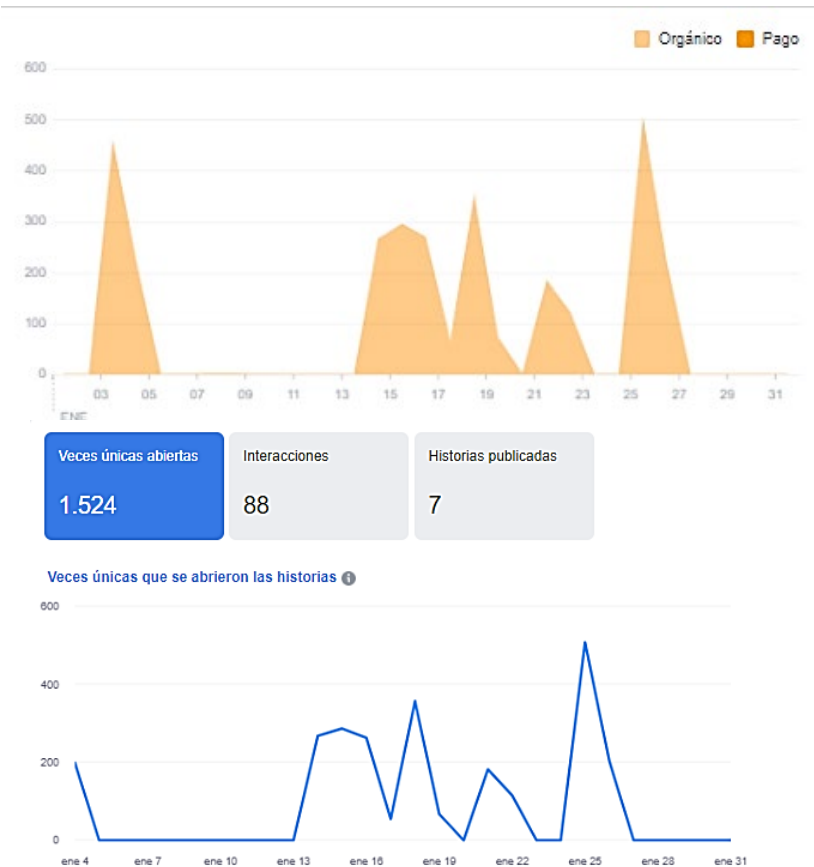 Orgánico Pago
600
500
400
300
200
100
0
03 05 07 09 11 13 15 17 19 21 23 25 27 29 31
ENE
Veces únicas abiertas Interacciones Historias publicadas
1.524 88 7
Veces únicas que se abrieron las historias
600
400
200
0
ene 4 ene 7 ene 10 ene 13 ene 16 ene 19 ene 22 ene 25 ene 28 ene 31